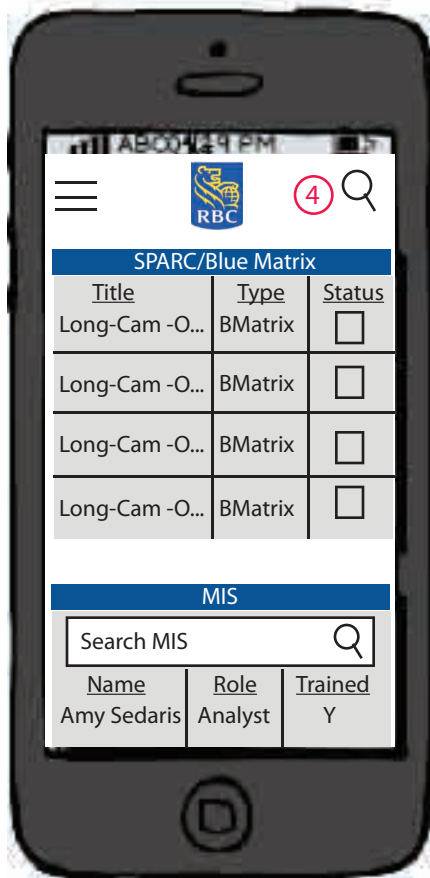 4
RBC
SPARC/Blue Matrix
Title Type Status
Long-Cam -O... BMatrix
Long-Cam -O... BMatrix
Long-Cam -O... BMatrix
Long-Cam -O... BMatrix
MIS
Search MIS
Name Role Trained
Amy Sedaris Analyst Y